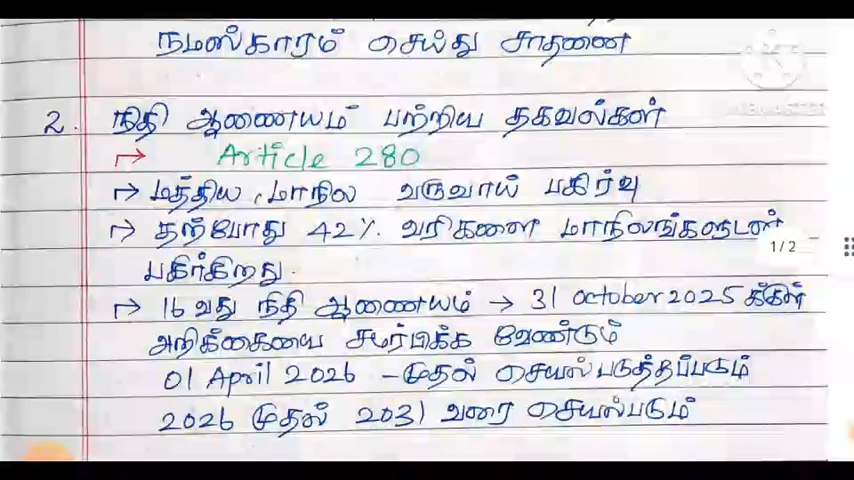 நமஸ்காரம் செய்து சாதனை
2. நிதி ஆணையம் பற்றிய தகவல்கள்
→ Article 280
→ மத்திய, மாநில வருவாய் பகிர்வு
→ தற்போது 42% வரிகளை மாநிலங்களுடன்
பகிர்கிறது.
→ 16 வது நிதி ஆணையம் → 31 october 2025 க்குள்
அறிக்கையை சமர்பிக்க வேண்டும்
01 April 2026 - முதல் செயல்படுத்தப்படும்
2026 முதல் 2031 வரை செயல்படும்
1/2